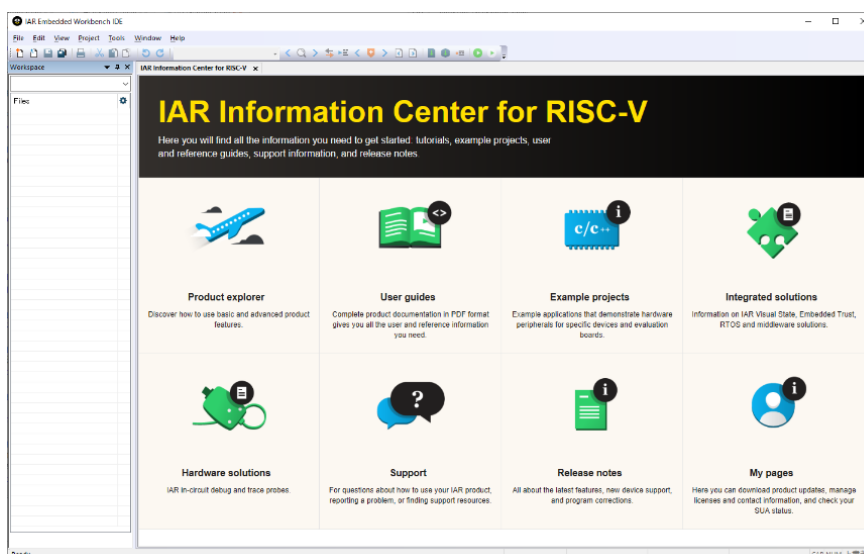 IAR Embedded Workbench IDE
File Edit View Project Tools Window Help
Workspace
IAR Information Center for RISC-V
Files
IAR Information Center for RISC-V
Here you will find all the information you need to get started: tutorials, example projects, user
and reference guides, support information, and release notes.
Product explorer
Discover how to use basic and advanced product
features.
<>
User guides
Complete product documentation in PDF format
gives you all the user and reference information
you need.
i
c/c++
Example projects
Example applications that demonstrate hardware
peripherals for specific devices and evaluation
boards.
Integrated solutions
Information on IAR Visual State, Embedded Trust,
RTOS and middleware solutions.
Hardware solutions
IAR in-circuit debug and trace probes.
?
Support
For questions about how to use your IAR product,
reporting a problem, or finding support resources.
i
Release notes
All about the latest features, new device support,
and program corrections.
i
My pages
Here you can download product updates, manage
licenses and contact information, and check your
SUA status.
Ready